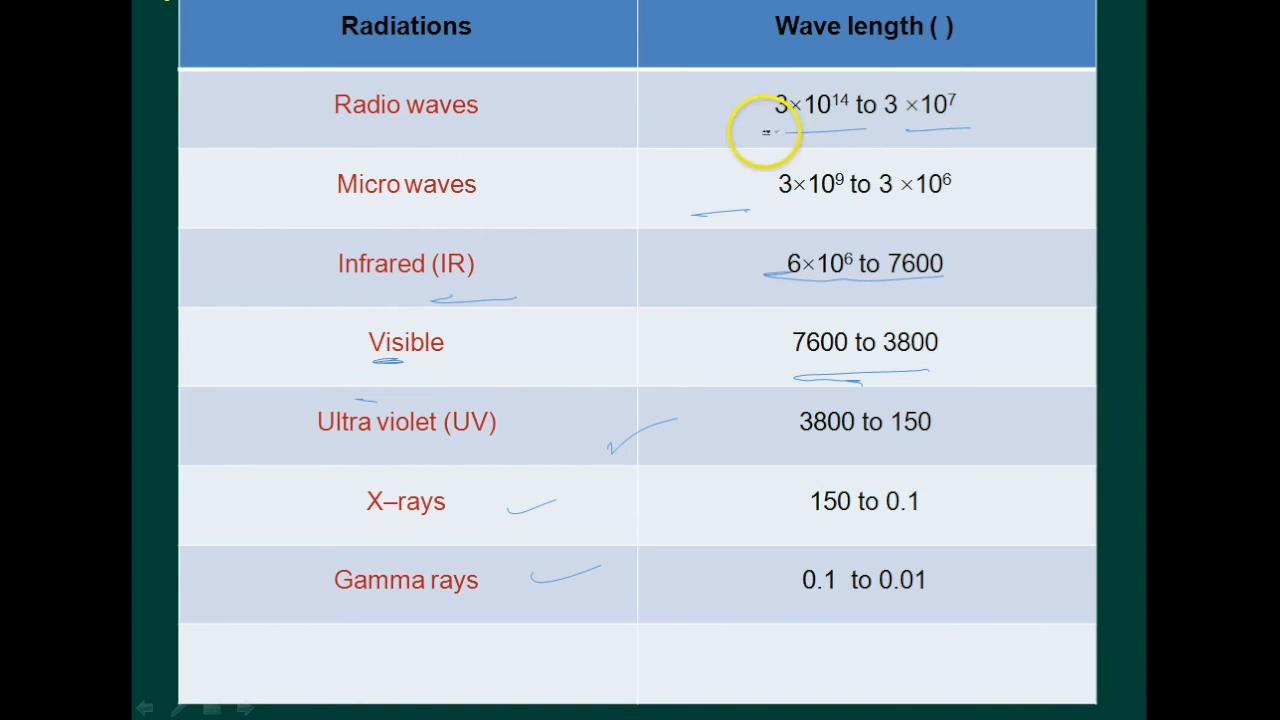 Radiations Wave length ( )
Radio waves 3×10¹⁴ to 3 ×10⁷
Micro waves 3×10⁹ to 3 ×10⁶
Infrared (IR) 6×10⁶ to 7600
Visible 7600 to 3800
Ultra violet (UV) 3800 to 150
X–rays 150 to 0.1
Gamma rays 0.1 to 0.01